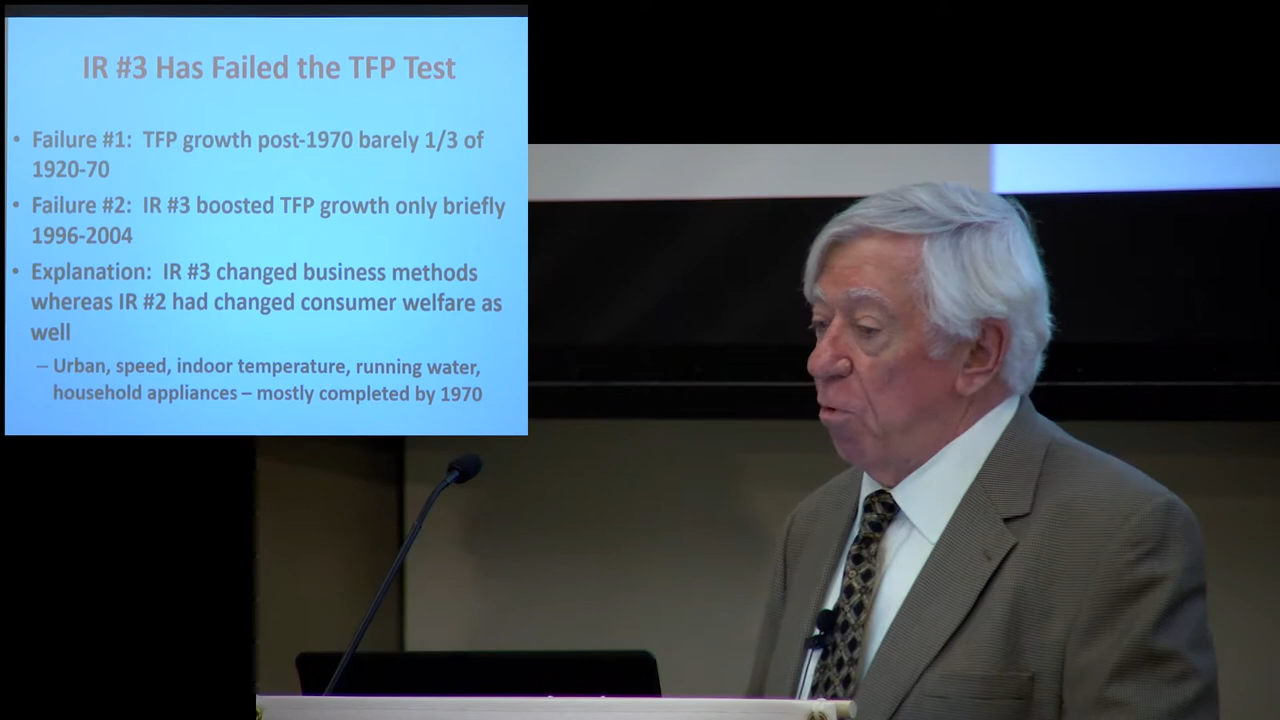 IR #3 Has Failed the TFP Test
• Failure #1: TFP growth post-1970 barely 1/3 of
1920-70
• Failure #2: IR #3 boosted TFP growth only briefly
1996-2004
• Explanation: IR #3 changed business methods
whereas IR #2 had changed consumer welfare as
well
– Urban, speed, indoor temperature, running water,
household appliances – mostly completed by 1970